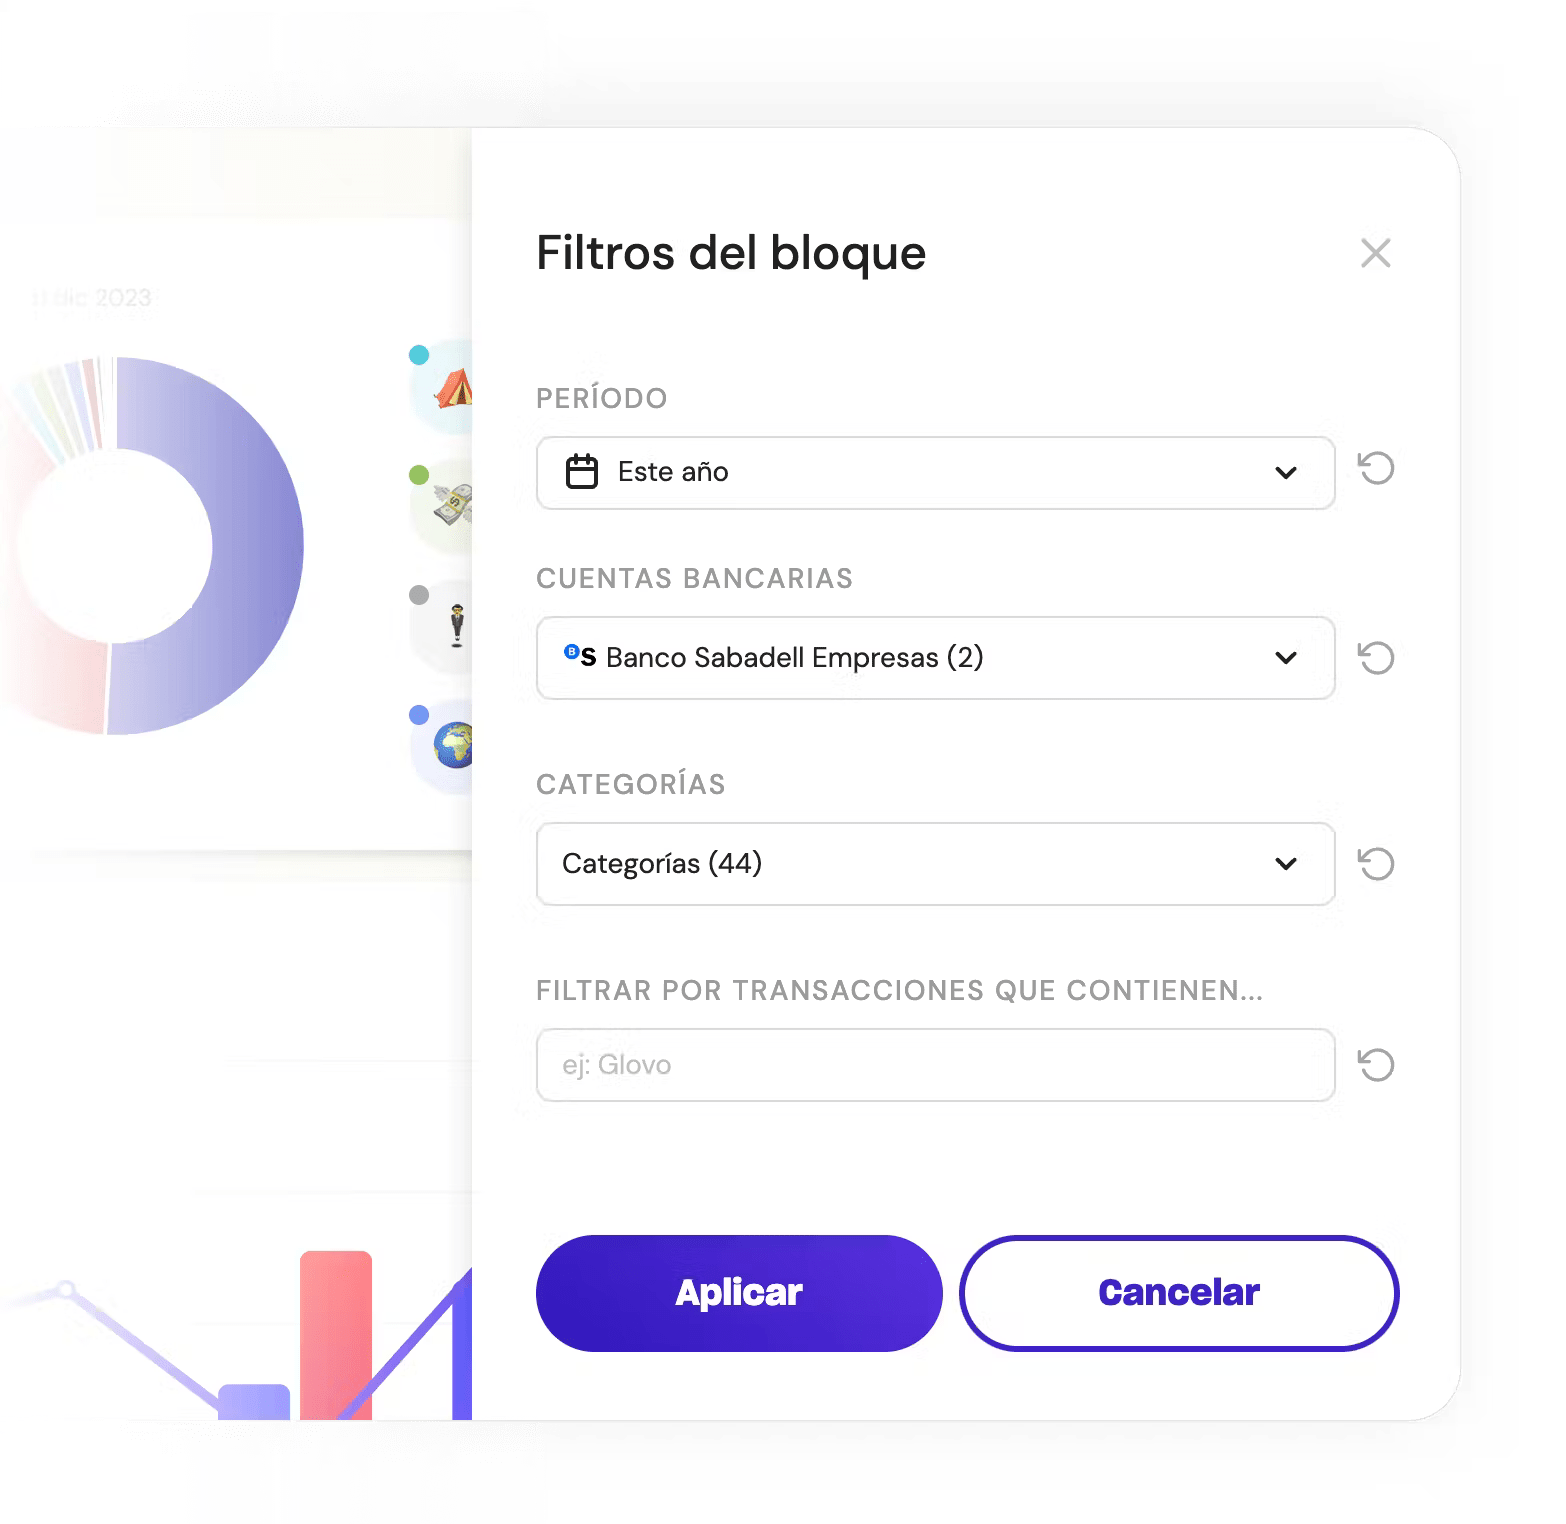 Filtros del bloque
dic 2023
PERÍODO
Este año
CUENTAS BANCARIAS
BS Banco Sabadell Empresas (2)
CATEGORÍAS
Categorías (44)
FILTRAR POR TRANSACCIONES QUE CONTIENEN...
ej: Glovo
Aplicar
Cancelar